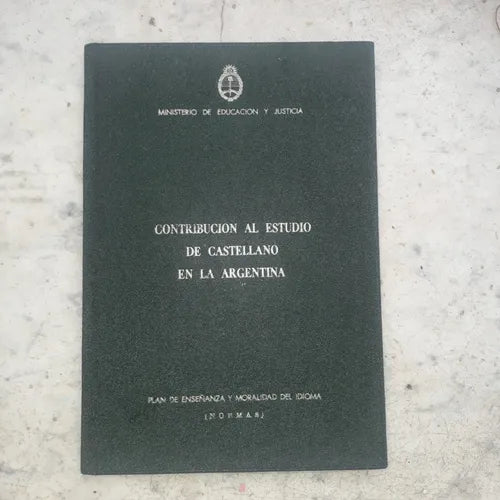 MINISTERIO DE EDUCACION Y JUSTICIA
CONTRIBUCION AL ESTUDIO
DE CASTELLANO
EN LA ARGENTINA
PLAN DE ENSEÑANZA Y MORALIDAD DEL IDIOMA
(NORMAS)